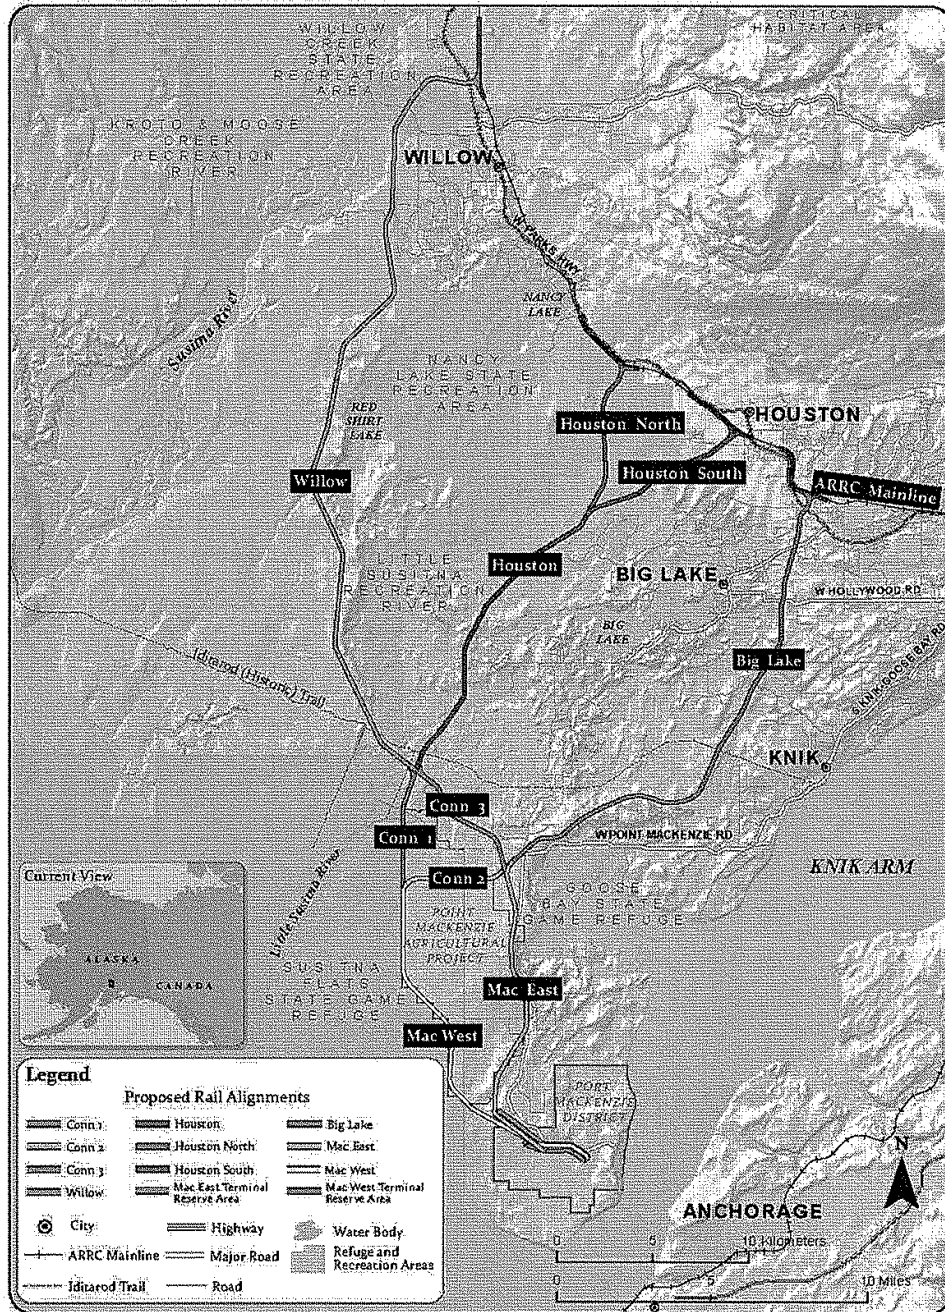 WILLOW
CREEK
STATE
RECREATION
AREA
CRITICAL
HABITAT AREA
KROTO & MOOSE
CREEK
RECREATION
RIVER
WILLOW
W PARKS HWY
NANCY
LAKE
Susitna River
NANCY
LAKE STATE
RECREATION
AREA
RED
SHIRT
LAKE
HOUSTON
Houston North
Houston South
Willow
ARRC Mainline
LITTLE
SUSITNA
RECREATION
RIVER
Houston
BIG LAKE
W HOLLYWOOD RD
BIG
LAKE
Big Lake
S KNIK GOOSE BAY RD
Iditarod (Historic) Trail
KNIK
Conn 3
Conn 1
W POINT MACKENZIE RD
Conn 2
KNIK ARM
GOOSE
BAY STATE
GAME REFUGE
Little Susitna River
POINT
MACKENZIE
AGRICULTURAL
PROJECT
SUSITNA
FLATS
STATE GAME
REFUGE
Mac East
Mac West
PORT
MACKENZIE
DISTRICT
Current View
ALASKA
CANADA
Legend
Proposed Rail Alignments
Conn 1
Houston
Big Lake
Conn 2
Houston North
Mac East
Conn 3
Houston South
Mac West
Willow
Mac East Terminal
Reserve Area
Mac West Terminal
Reserve Area
City
Highway
Water Body
ARRC Mainline
Major Road
Refuge and
Recreation Areas
Iditarod Trail
Road
N
ANCHORAGE
0 5 10 Kilometers
0 5 10 Miles